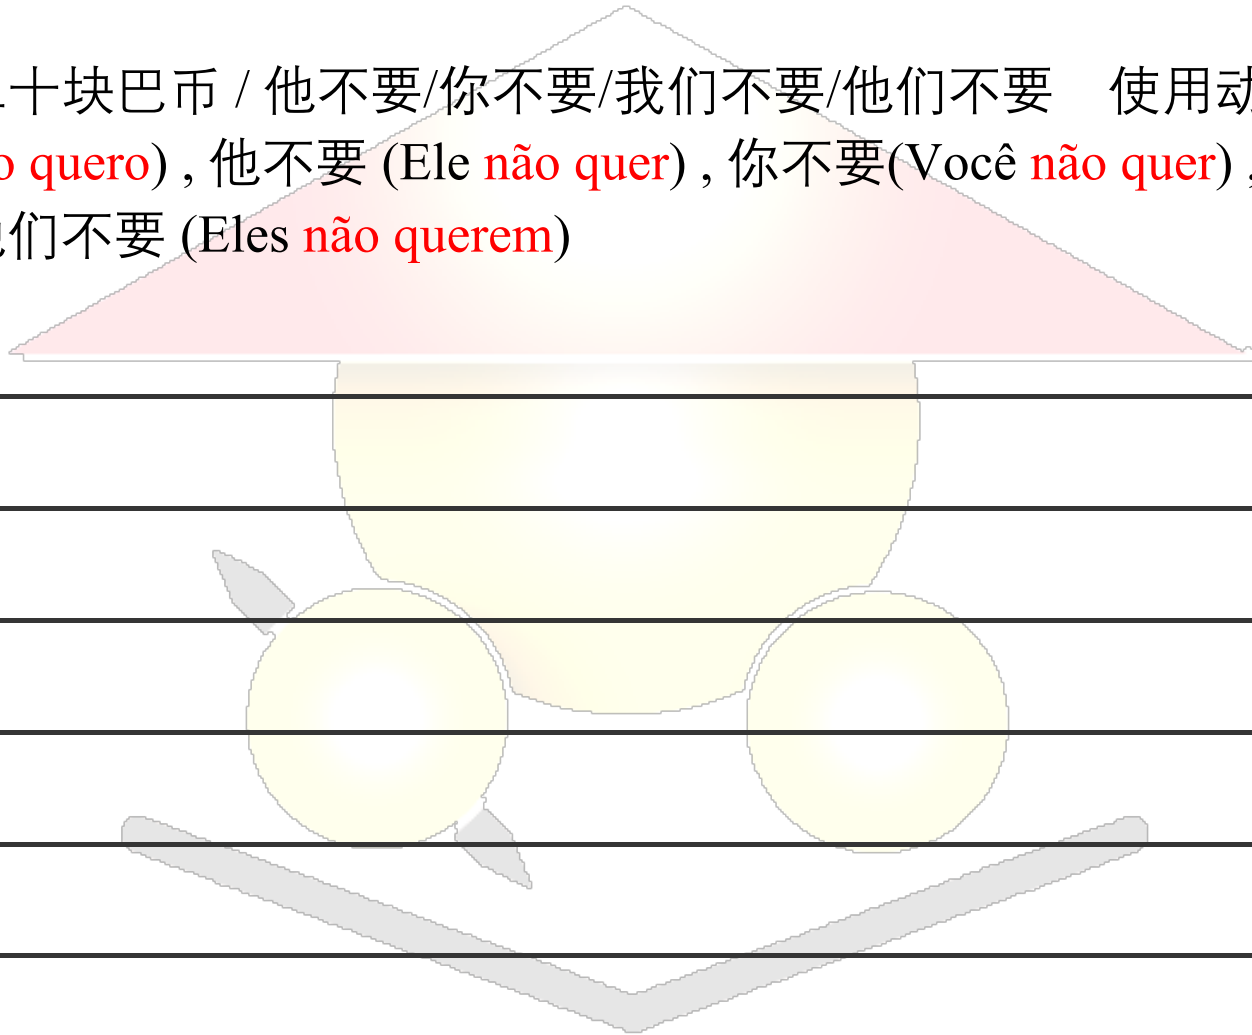 十块巴币 / 他不要/你不要/我们不要/他们不要 使用动
o quero) , 他不要 (Ele não quer) , 你不要(Você não quer) ,
们不要 (Eles não querem)